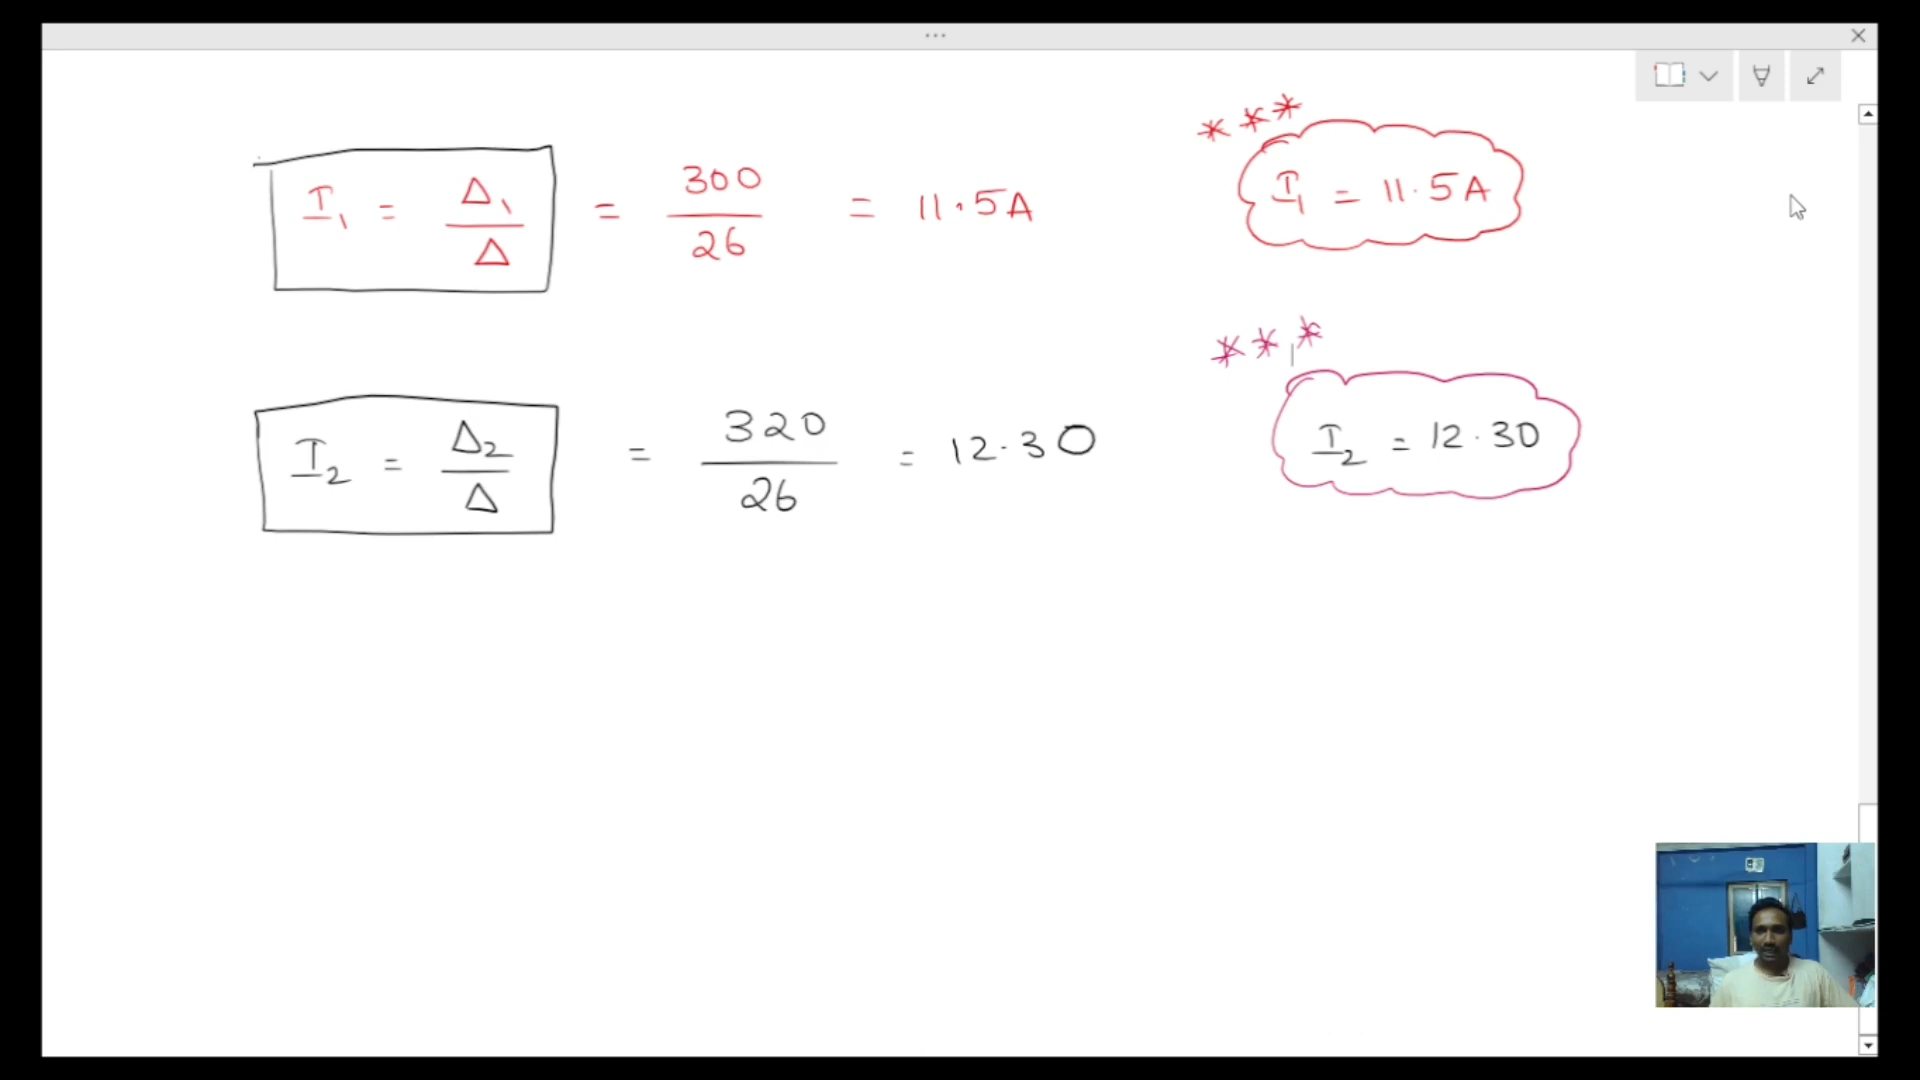 ***
I₁ = Δ₁/Δ = 300/26 = 11.5A
I₁ = 11.5A
***
I₂ = Δ₂/Δ = 320/26 = 12.30
I₂ = 12.30